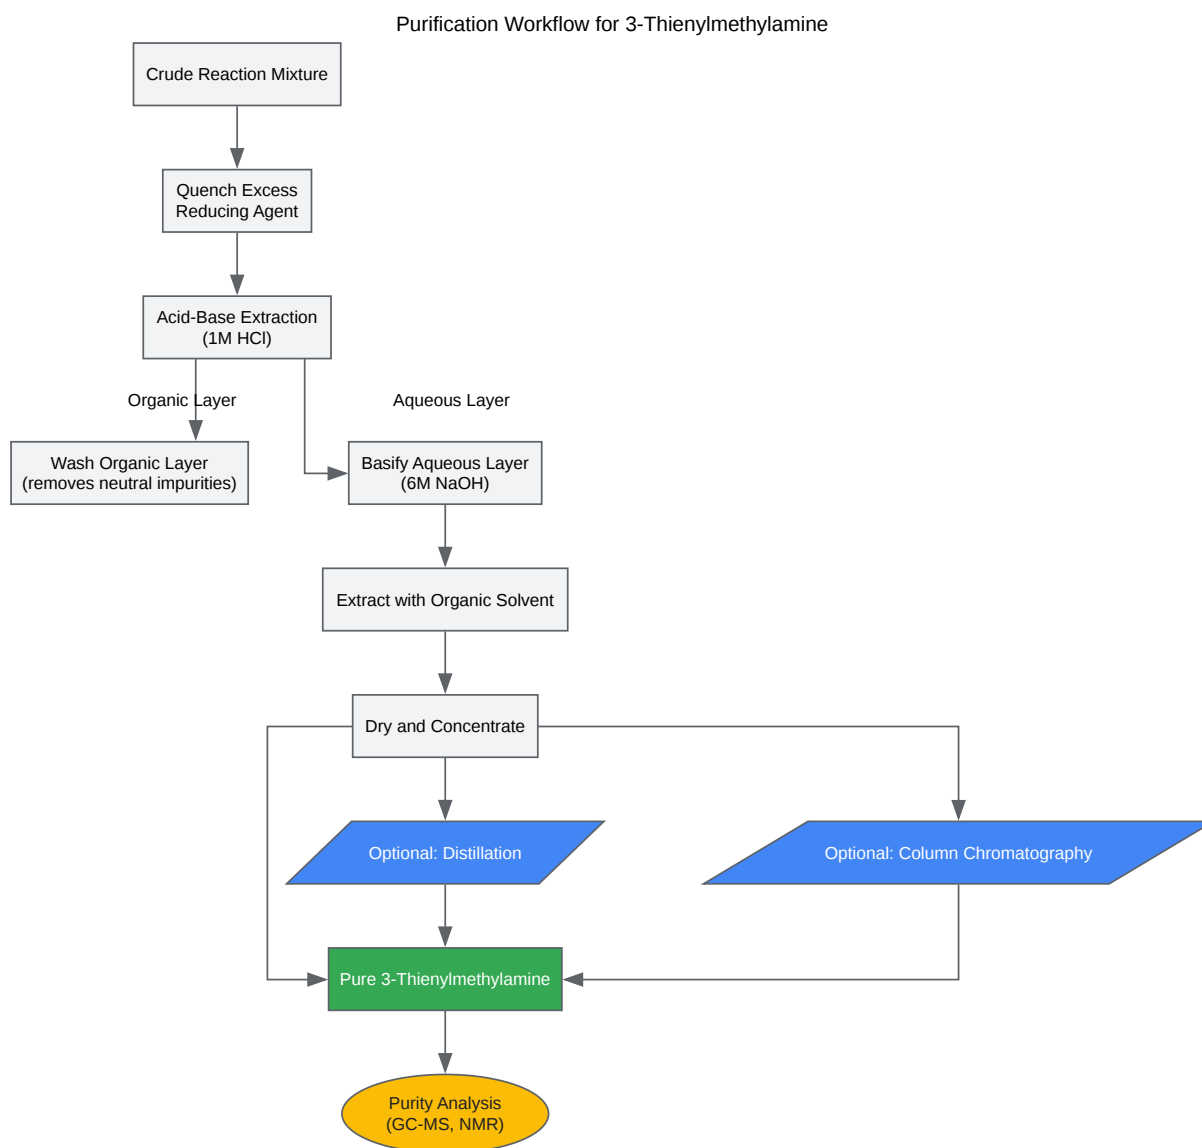 Purification Workflow for 3-Thienylmethylamine
Crude Reaction Mixture
Quench Excess
Reducing Agent
Acid-Base Extraction
(1M HCl)
Organic Layer
Aqueous Layer
Wash Organic Layer
(removes neutral impurities)
Basify Aqueous Layer
(6M NaOH)
Extract with Organic Solvent
Dry and Concentrate
Optional: Distillation
Optional: Column Chromatography
Pure 3-Thienylmethylamine
Purity Analysis
(GC-MS, NMR)